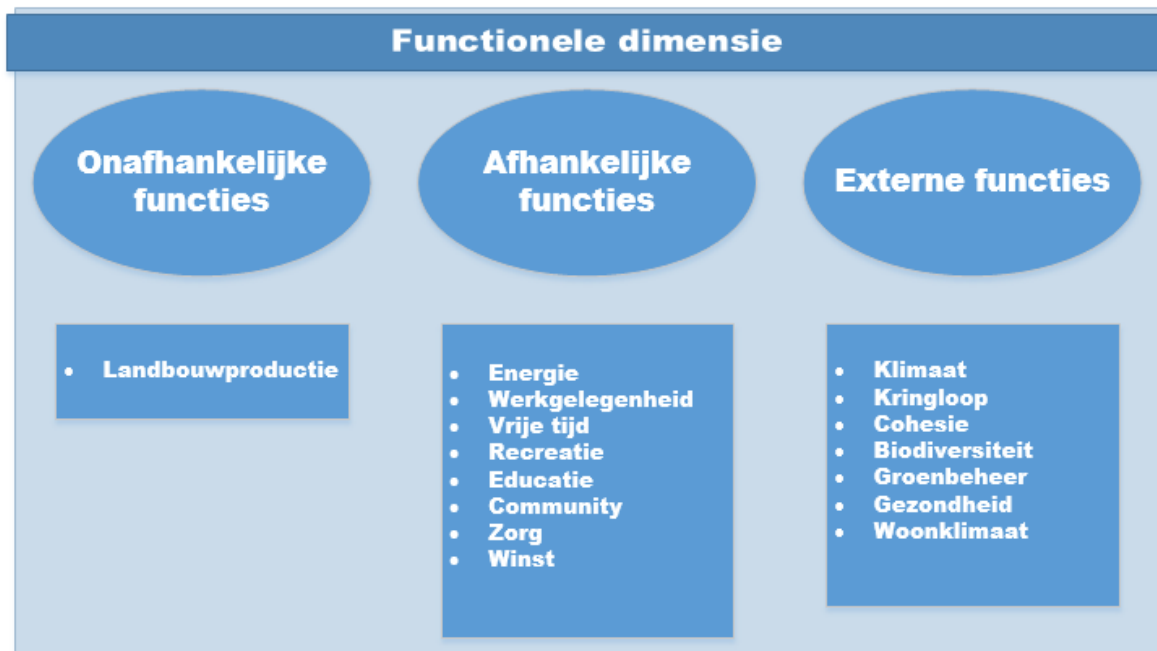 Functionele dimensie
Onafhankelijke
functies
Afhankelijke
functies
Externe functies
• Landbouwproductie
• Energie
• Werkgelegenheid
• Vrije tijd
• Recreatie
• Educatie
• Community
• Zorg
• Winst
• Klimaat
• Kringloop
• Cohesie
• Biodiversiteit
• Groenbeheer
• Gezondheid
• Woonklimaat